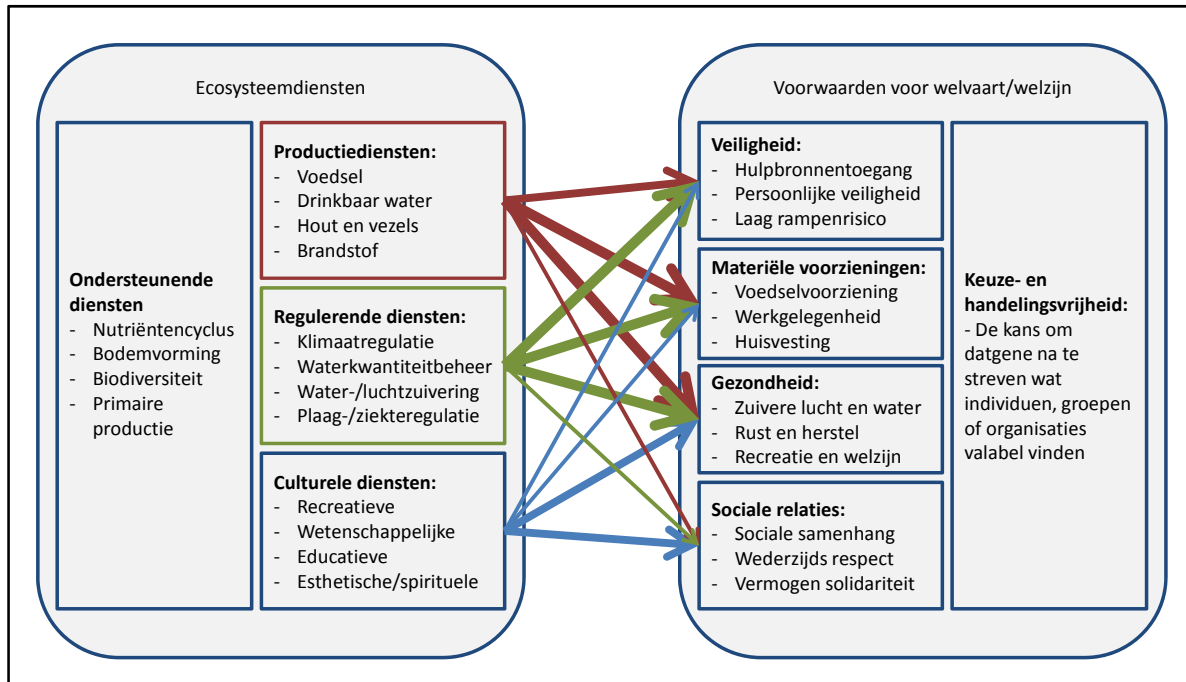 Ecosysteemdiensten
Ondersteunende
diensten
- Nutriëntencyclus
- Bodemvorming
- Biodiversiteit
- Primaire
productie
Productiediensten:
- Voedsel
- Drinkbaar water
- Hout en vezels
- Brandstof
Regulerende diensten:
- Klimaatregulatie
- Waterkwantiteitbeheer
- Water-/luchtzuivering
- Plaag-/ziekteregulatie
Culturele diensten:
- Recreatieve
- Wetenschappelijke
- Educatieve
- Esthetische/spirituele
Voorwaarden voor welvaart/welzijn
Veiligheid:
- Hulpbronnentoegang
- Persoonlijke veiligheid
- Laag rampenrisico
Materiële voorzieningen:
- Voedselvoorziening
- Werkgelegenheid
- Huisvesting
Gezondheid:
- Zuivere lucht en water
- Rust en herstel
- Recreatie en welzijn
Sociale relaties:
- Sociale samenhang
- Wederzijds respect
- Vermogen solidariteit
Keuze- en
handelingsvrijheid:
- De kans om
datgene na te
streven wat
individuen, groepen
of organisaties
valabel vinden